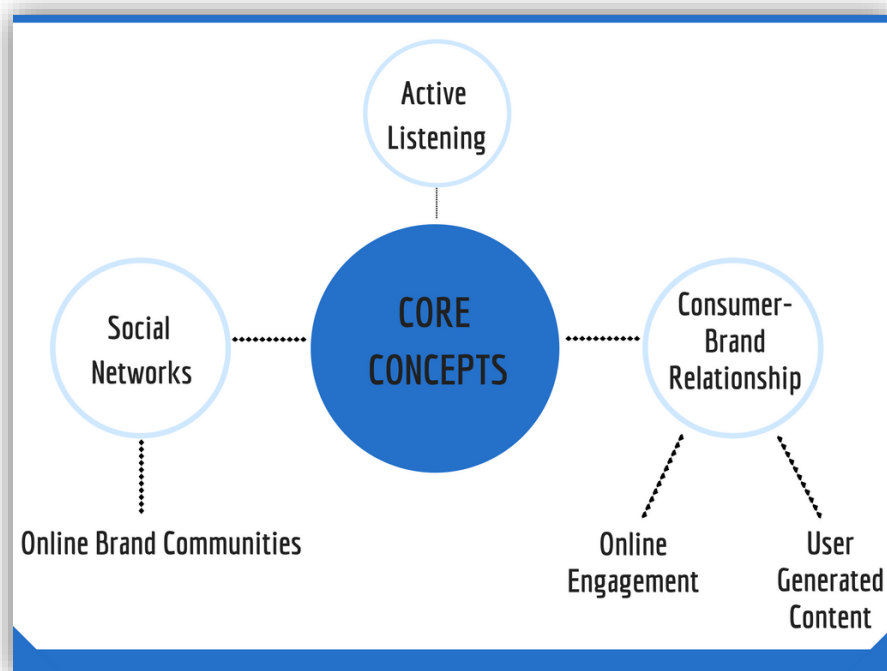 Active
Listening
CORE
CONCEPTS
Social
Networks
Consumer-
Brand
Relationship
Online Brand Communities
Online
Engagement
User
Generated
Content